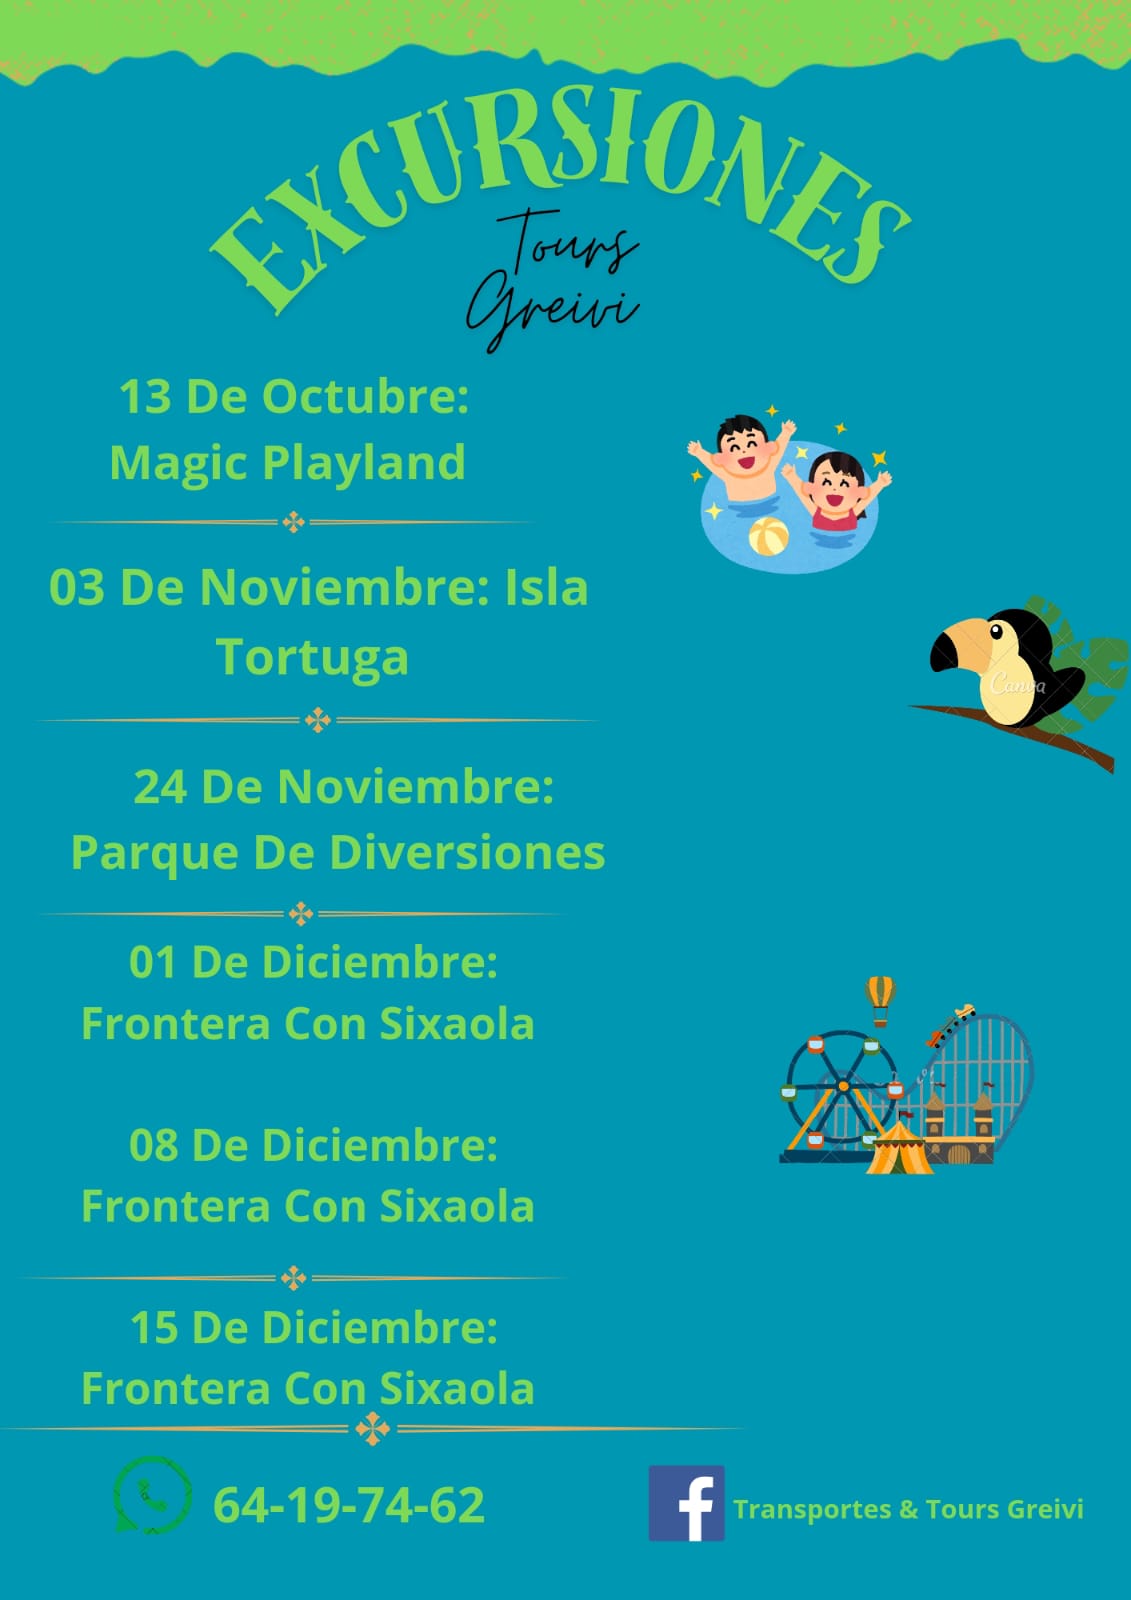 EXCURSIONES
Tours
Greivi
13 De Octubre:
Magic Playland
03 De Noviembre: Isla
Tortuga
Canva
24 De Noviembre:
Parque De Diversiones
01 De Diciembre:
Frontera Con Sixaola
08 De Diciembre:
Frontera Con Sixaola
15 De Diciembre:
Frontera Con Sixaola
64-19-74-62
f Transportes & Tours Greivi